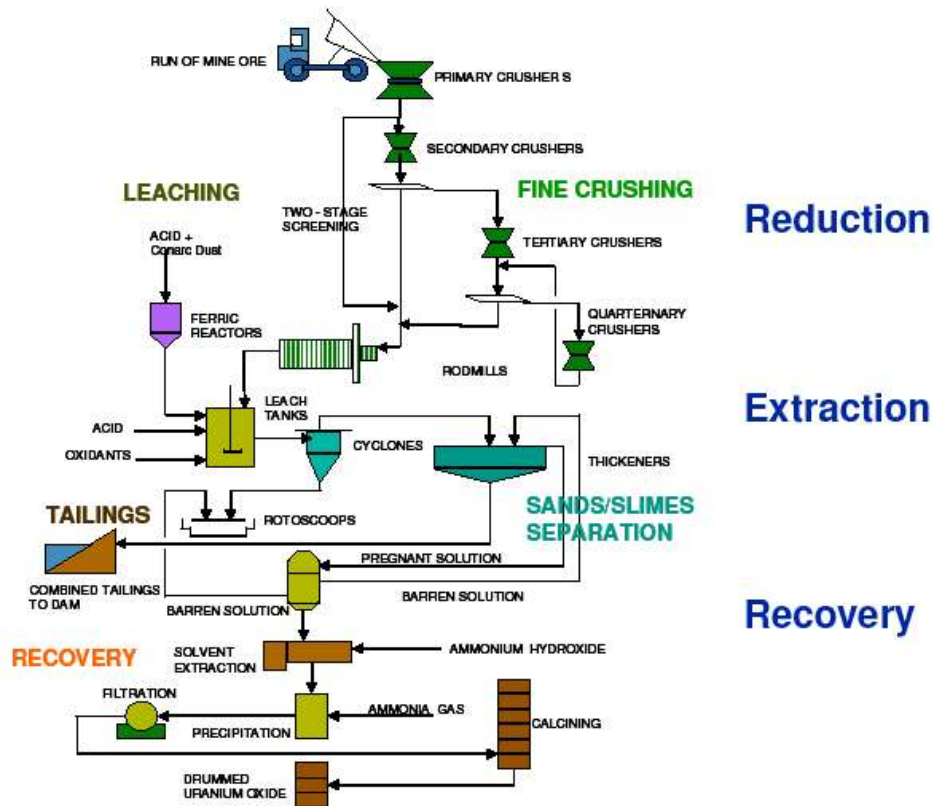 RUN OF MINE ORE
PRIMARY CRUSHERS
SECONDARY CRUSHERS
LEACHING
FINE CRUSHING
TWO - STAGE
SCREENING
Reduction
ACID +
Conarc Dust
TERTIARY CRUSHERS
FERRIC
REACTORS
QUARTERNARY
CRUSHERS
RODMILLS
LEACH
TANKS
Extraction
ACID
CYCLONES
OXIDANTS
THICKENERS
TAILINGS
ROTOSCOOPS
SANDS/SLIMES
SEPARATION
PREGNANT SOLUTION
COMBINED TAILINGS
TO DAM
BARREN SOLUTION
BARREN SOLUTION
Recovery
RECOVERY
SOLVENT
EXTRACTION
AMMONIUM HYDROXIDE
FILTRATION
AMMONIA GAS
CALCINING
PRECIPITATION
DRUMMED
URANIUM OXIDE